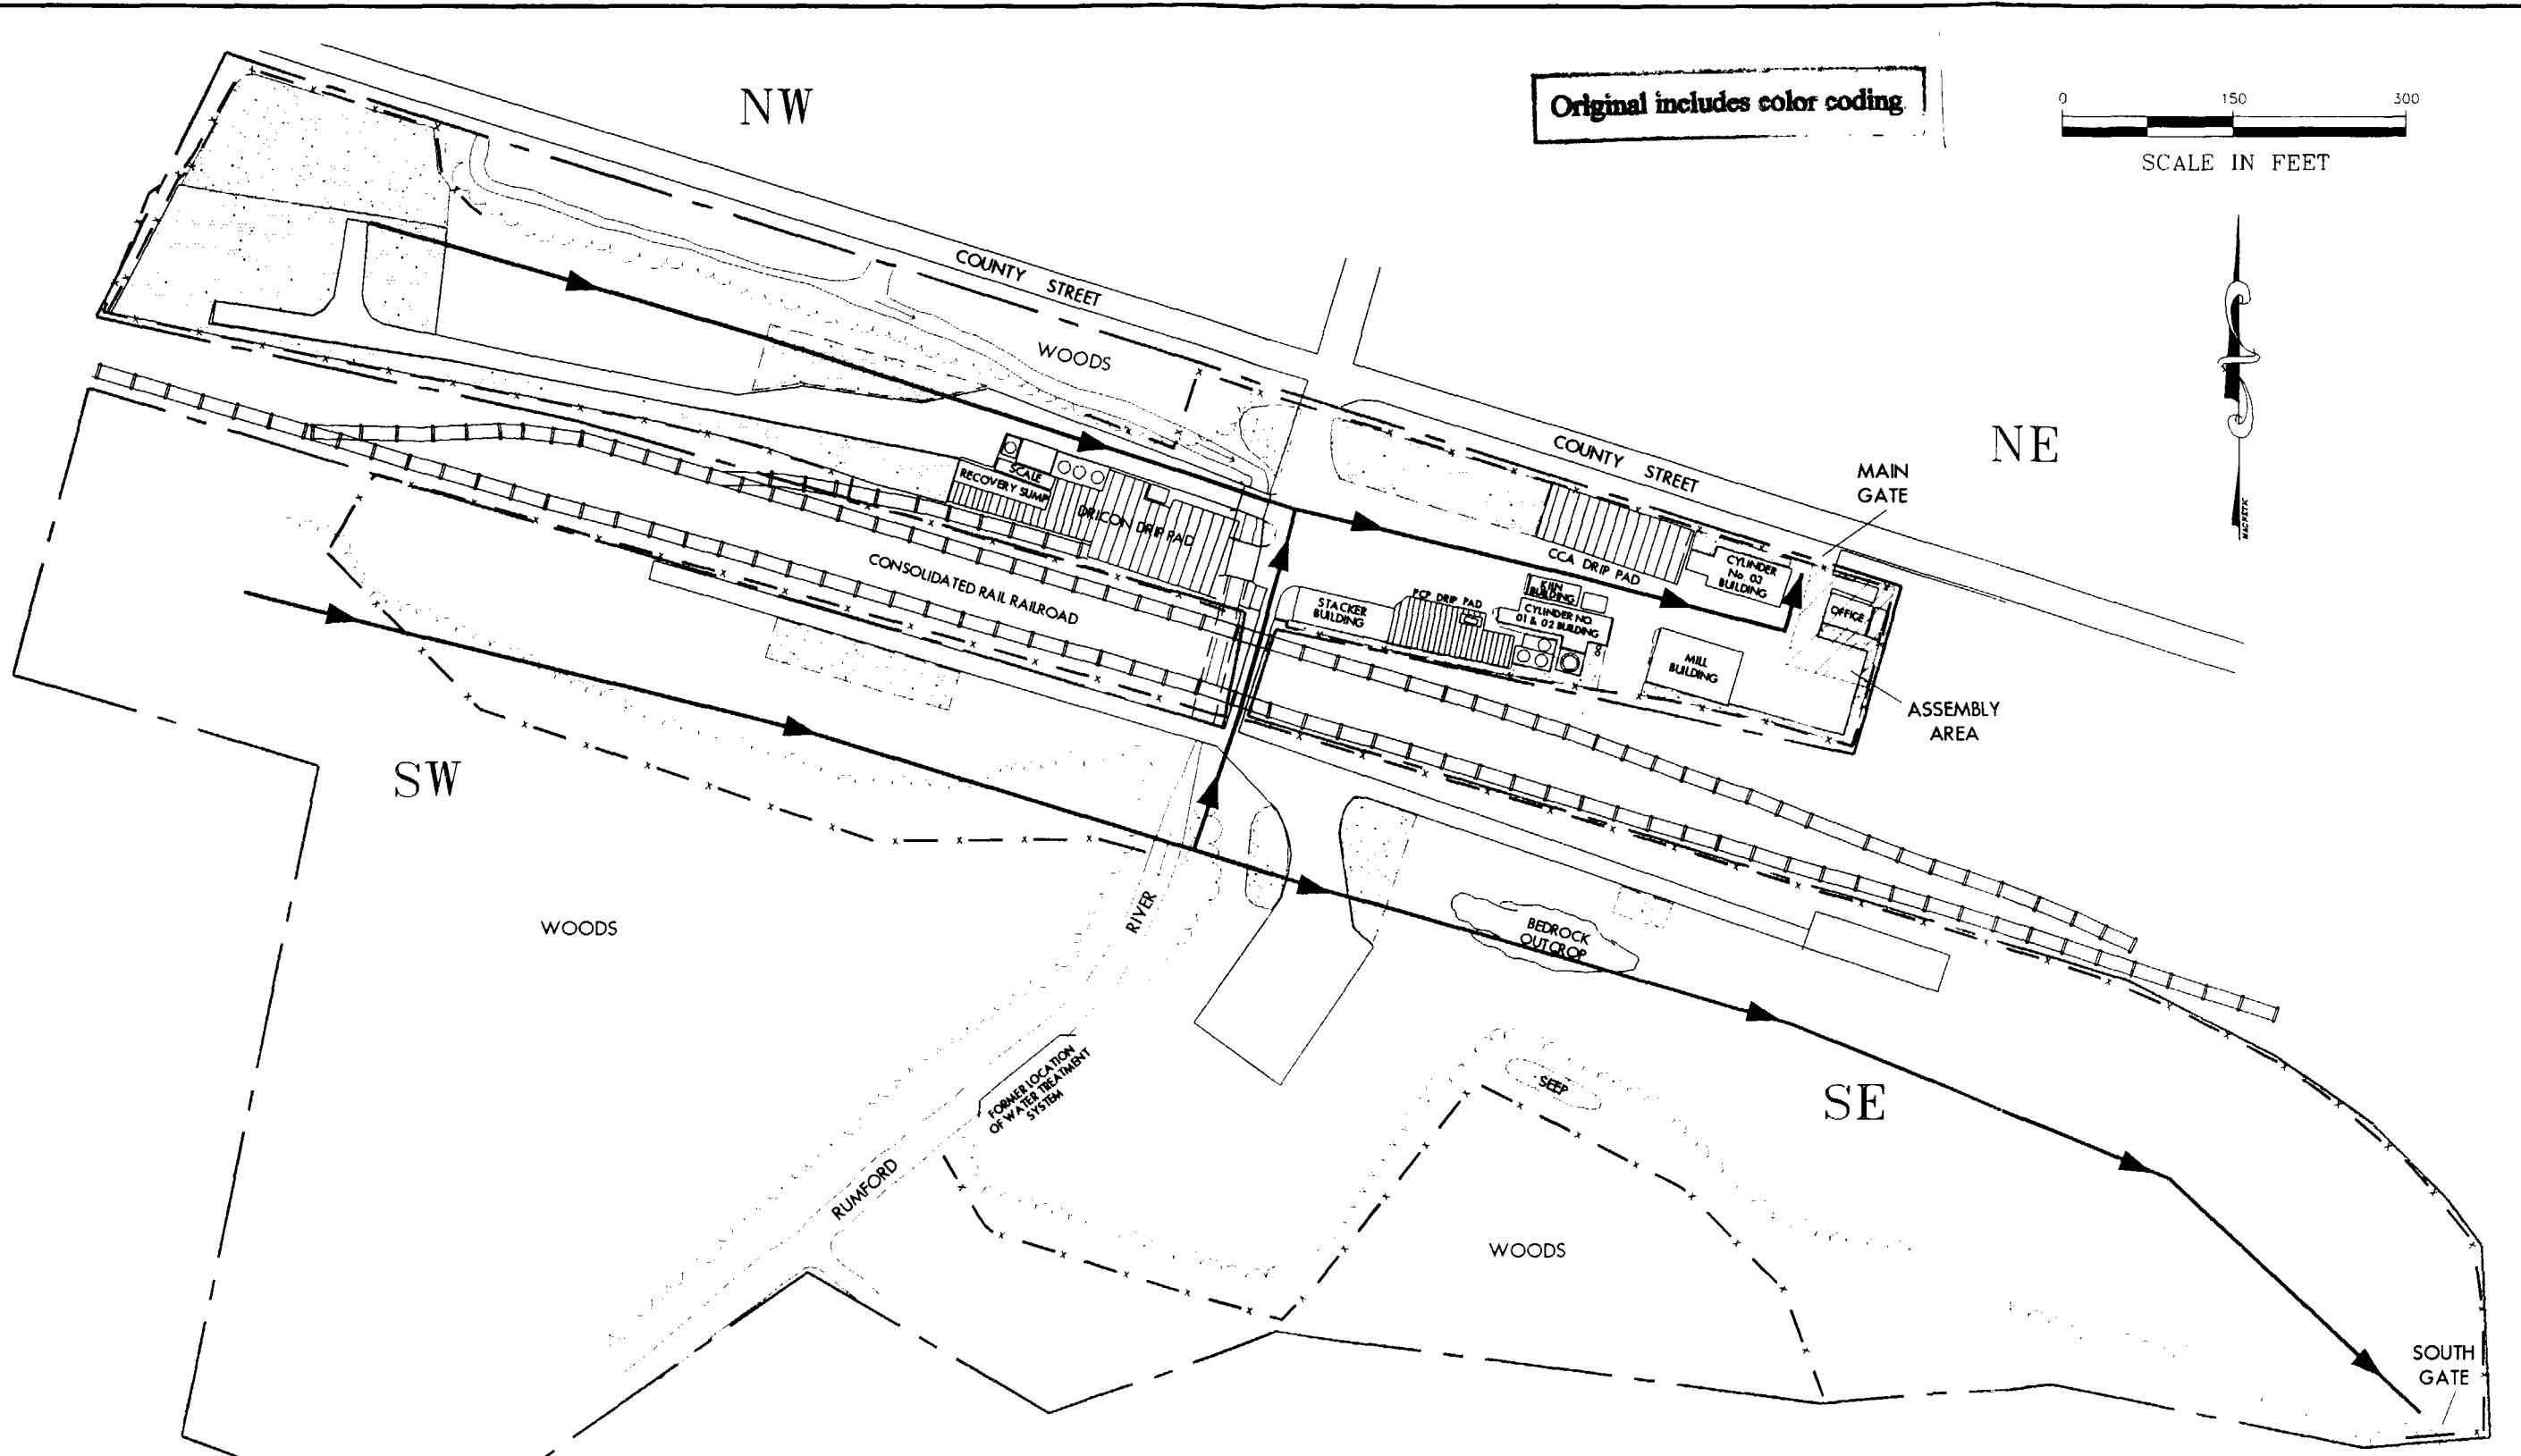 NW
Original includes color coding
0 150 300
SCALE IN FEET
COUNTY STREET
WOODS
NE
COUNTY STREET
MAIN
GATE
MAGNETIC
SCALE
RECOVERY SUMP
DRICON DRIP PAD
CCA DRIP PAD
CYLINDER
No. 03
BUILDING
CONSOLIDATED RAIL RAILROAD
STACKER
BUILDING
PCP DRIP PAD
KILN
BUILDING
CYLINDER NO.
01 & 02 BUILDING
OFFICE
MILL
BUILDING
ASSEMBLY
AREA
SW
WOODS
RIVER
BEDROCK
OUTCROP
FORMER LOCATION
OF WATER TREATMENT
SYSTEM
SEEP
SE
RUMFORD
WOODS
SOUTH
GATE